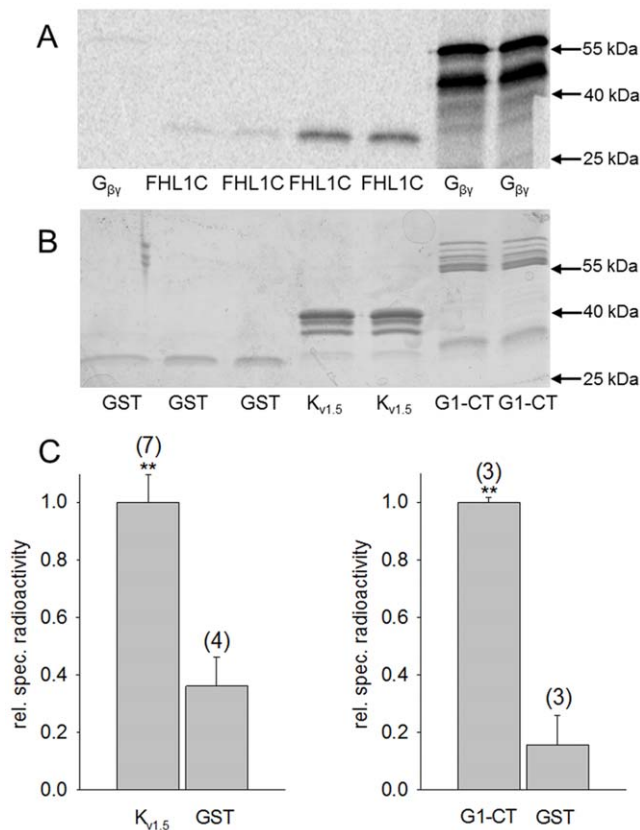 A
55 kDa
40 kDa
25 kDa
Gβγ FHL1C FHL1C FHL1C FHL1C Gβγ Gβγ
B
55 kDa
40 kDa
25 kDa
GST GST GST Kv1.5 Kv1.5 G1-CT G1-CT
C
(7)
**
(4)
rel. spec. radioactivity
1.0
0.8
0.6
0.4
0.2
0.0
Kv1.5 GST
(3)
**
(3)
rel. spec. radioactivity
1.0
0.8
0.6
0.4
0.2
0.0
G1-CT GST